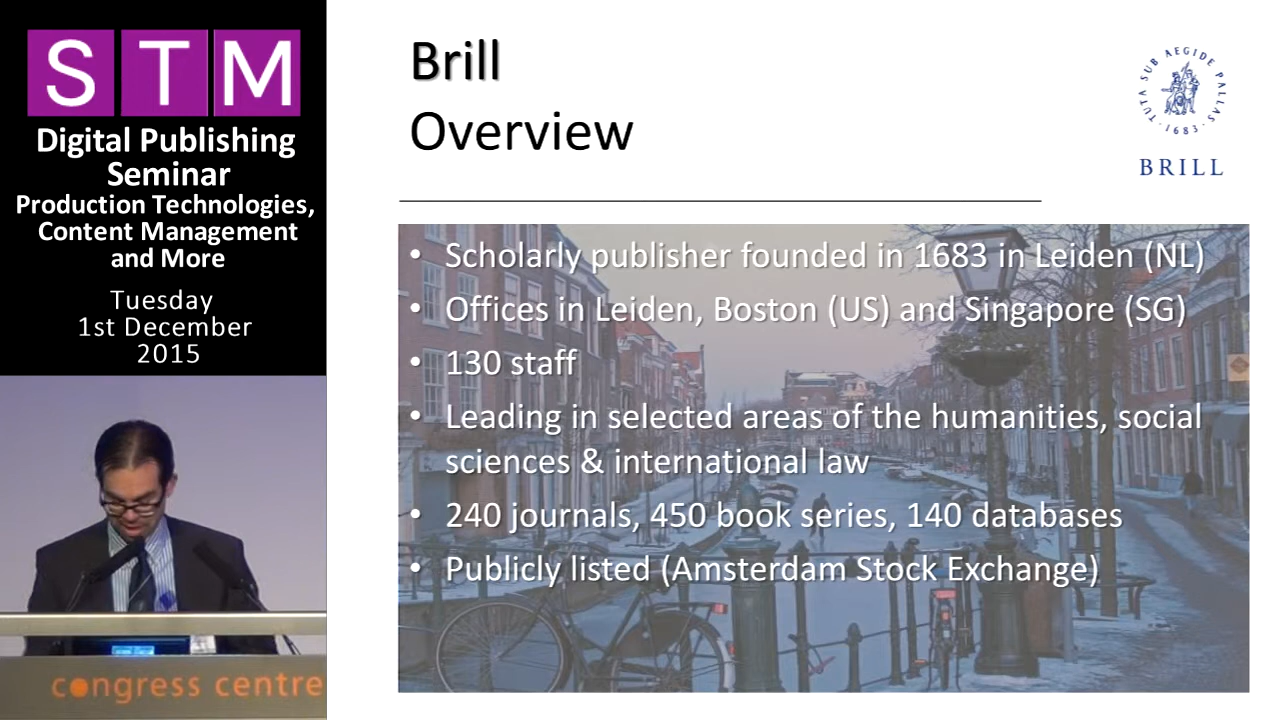 STM
Digital Publishing
Seminar
Production Technologies,
Content Management
and More
Tuesday
1st December
2015
congress centre
Brill
Overview
TUTA SUB AEGIDE PALLAS · 1683 ·
BRILL
• Scholarly publisher founded in 1683 in Leiden (NL)
• Offices in Leiden, Boston (US) and Singapore (SG)
• 130 staff
• Leading in selected areas of the humanities, social
sciences & international law
• 240 journals, 450 book series, 140 databases
• Publicly listed (Amsterdam Stock Exchange)